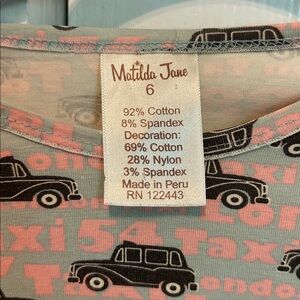 Matilda Jane
6
92% Cotton
8% Spandex
Decoration:
69% Cotton
28% Nylon
3% Spandex
Made in Peru
RN 122443
xi 54 Taxi